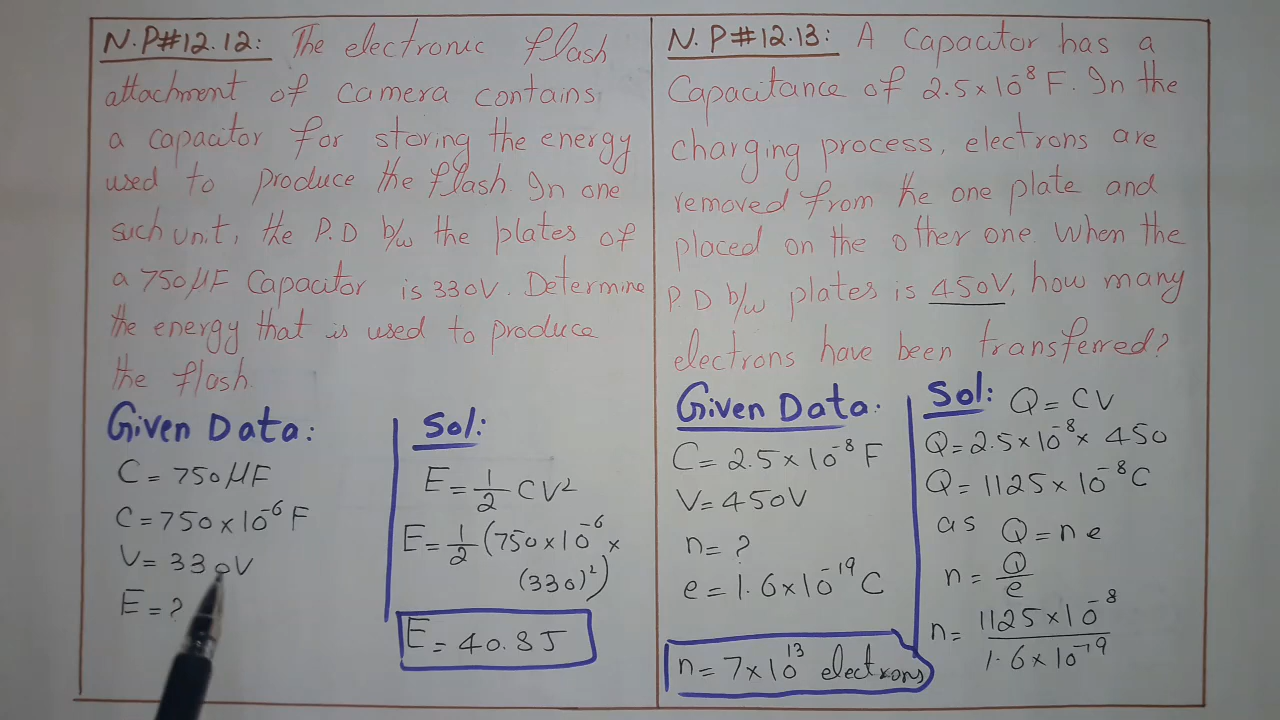 N.P#12.12: The electronic flash
attachment of camera contains
a capacitor for storing the energy
used to produce the flash. In one
such unit, the P.D b/w the plates of
a 750μF Capacitor is 330V. Determine
the energy that is used to produce
the flash.
Given Data:
C = 750μF
C = 750 × 10⁻⁶ F
V = 330V
E = ?
Sol:
E = 1/2 CV²
E = 1/2 (750 × 10⁻⁶ ×
(330)²)
E = 40.8J
N.P#12.13: A Capacitor has a
Capacitance of 2.5 × 10⁻⁸ F. In the
charging process, electrons are
removed from the one plate and
placed on the other one. When the
P.D b/w plates is 450V, how many
electrons have been transferred?
Given Data:
C = 2.5 × 10⁻⁸ F
V = 450V
n = ?
e = 1.6 × 10⁻¹⁹ C
n = 7 × 10¹³ electrons
Sol: Q = CV
Q = 2.5 × 10⁻⁸ × 450
Q = 1125 × 10⁻⁸ C
as Q = ne
n = Q/e
n = 1125 × 10⁻⁸ / 1.6 × 10⁻¹⁹